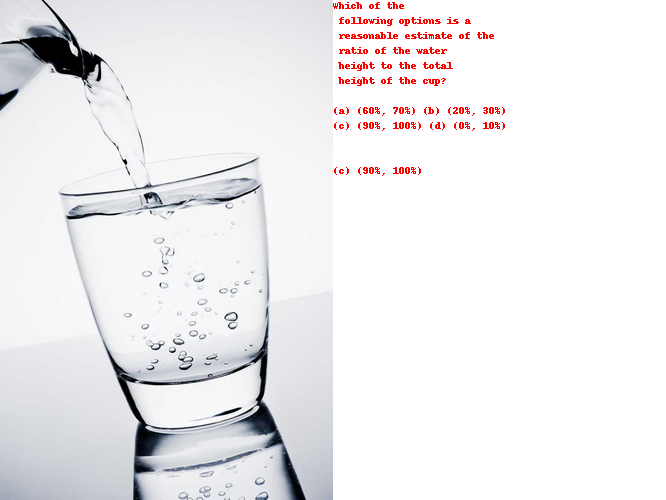 Which of the
following options is a
reasonable estimate of the
ratio of the water
height to the total
height of the cup?
(a) (60%, 70%) (b) (20%, 30%)
(c) (90%, 100%) (d) (0%, 10%)
(c) (90%, 100%)